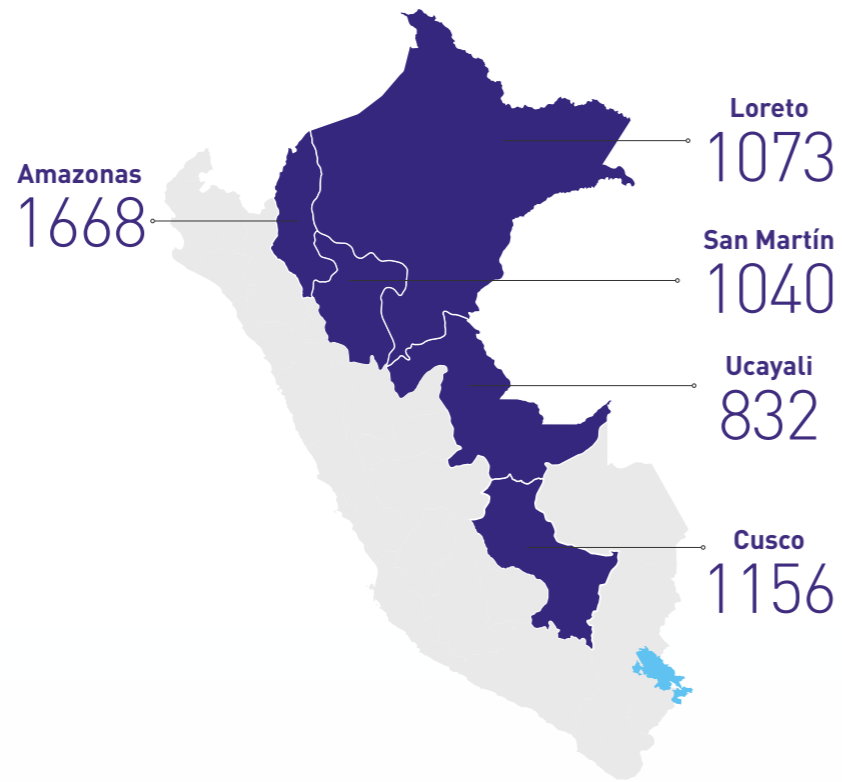 Loreto
1073
Amazonas
1668
San Martín
1040
Ucayali
832
Cusco
1156